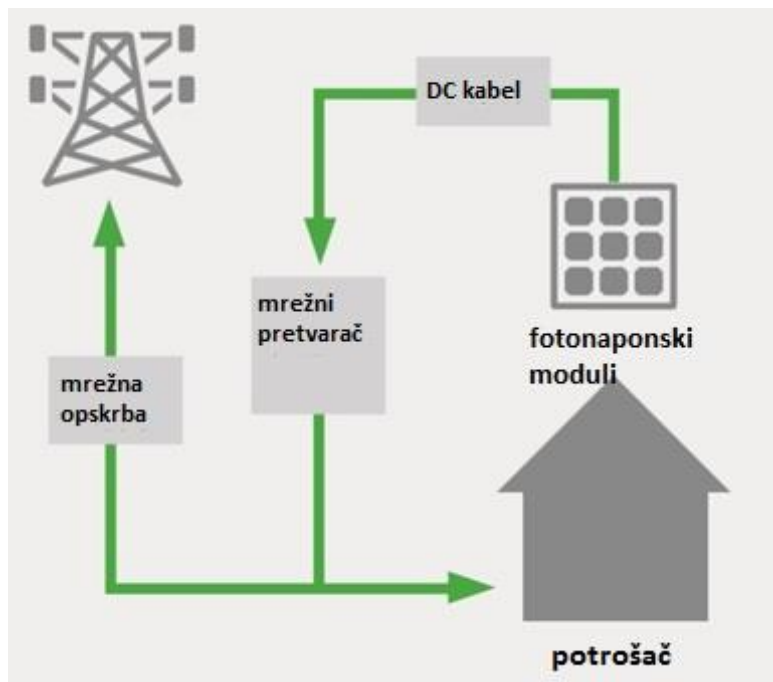 DC kabel
mrežni
pretvarač
fotonaponski
moduli
mrežna
opskrba
potrošač